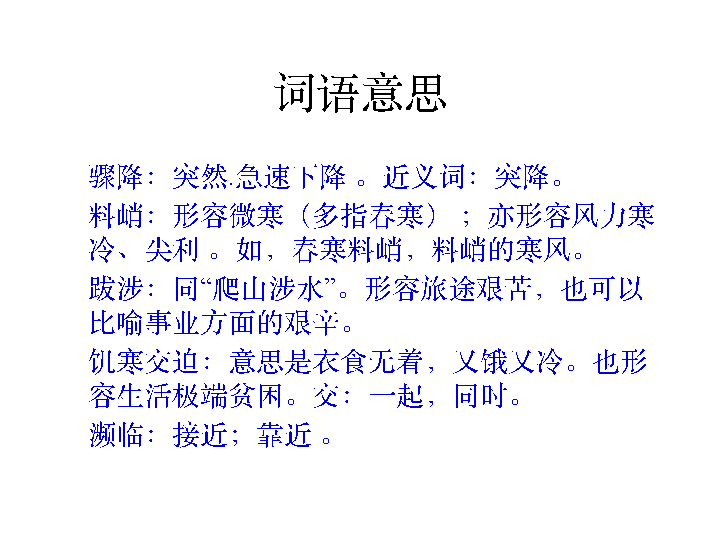 词语意思
骤降：突然.急速下降 。近义词：突降。
料峭：形容微寒（多指春寒） ；亦形容风力寒
冷、尖利 。如，春寒料峭，料峭的寒风。
跋涉：同“爬山涉水”。形容旅途艰苦，也可以
比喻事业方面的艰辛。
饥寒交迫：意思是衣食无着，又饿又冷。也形
容生活极端贫困。交：一起，同时。
濒临：接近；靠近 。